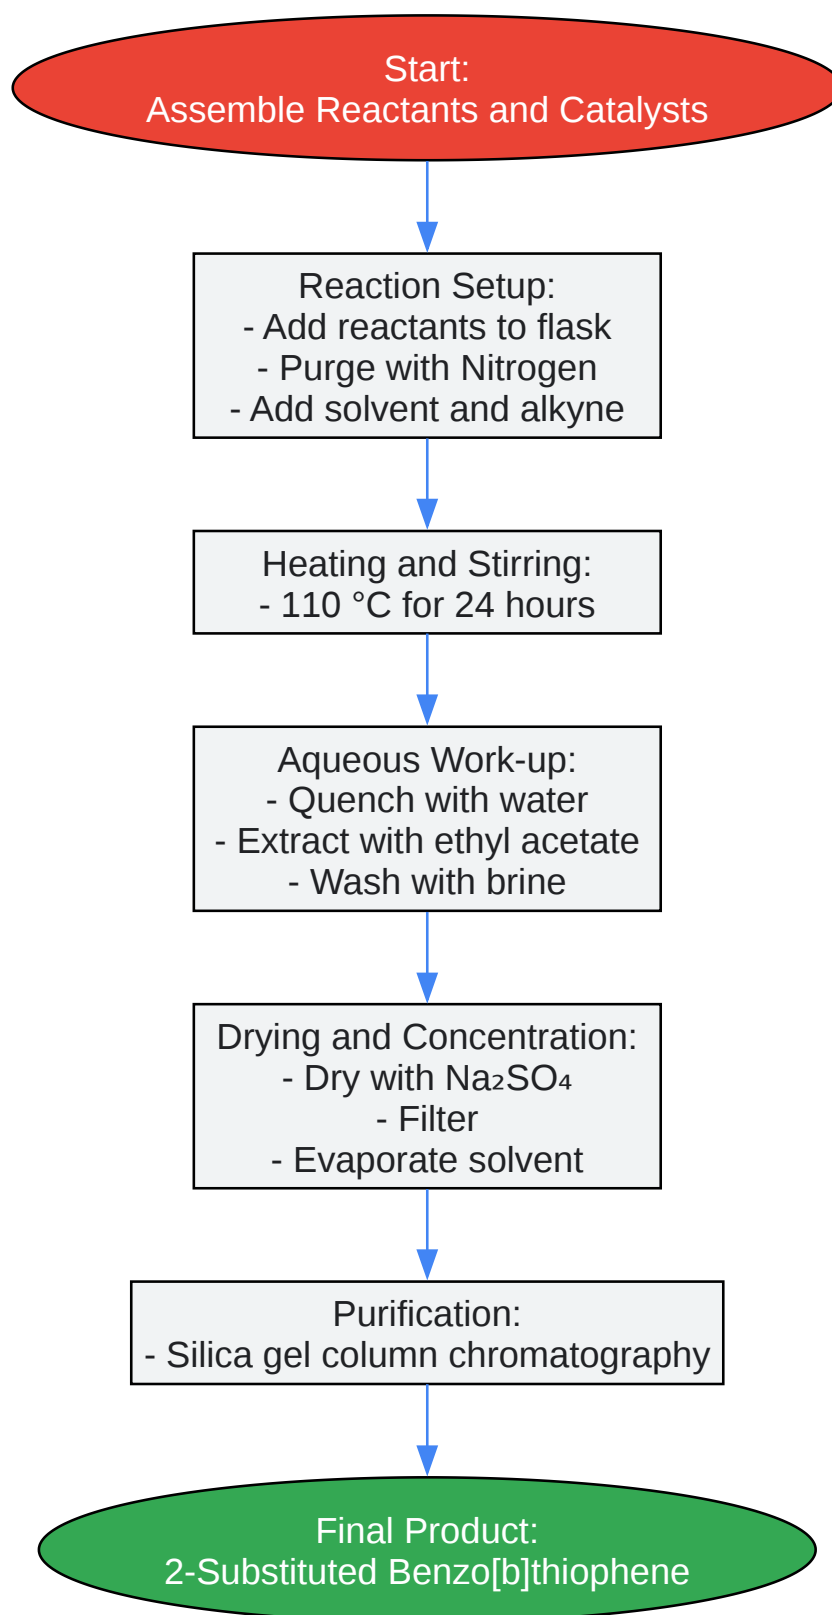 Start:
Assemble Reactants and Catalysts
Reaction Setup:
- Add reactants to flask
- Purge with Nitrogen
- Add solvent and alkyne
Heating and Stirring:
- 110 °C for 24 hours
Aqueous Work-up:
- Quench with water
- Extract with ethyl acetate
- Wash with brine
Drying and Concentration:
- Dry with Na₂SO₄
- Filter
- Evaporate solvent
Purification:
- Silica gel column chromatography
Final Product:
2-Substituted Benzo[b]thiophene